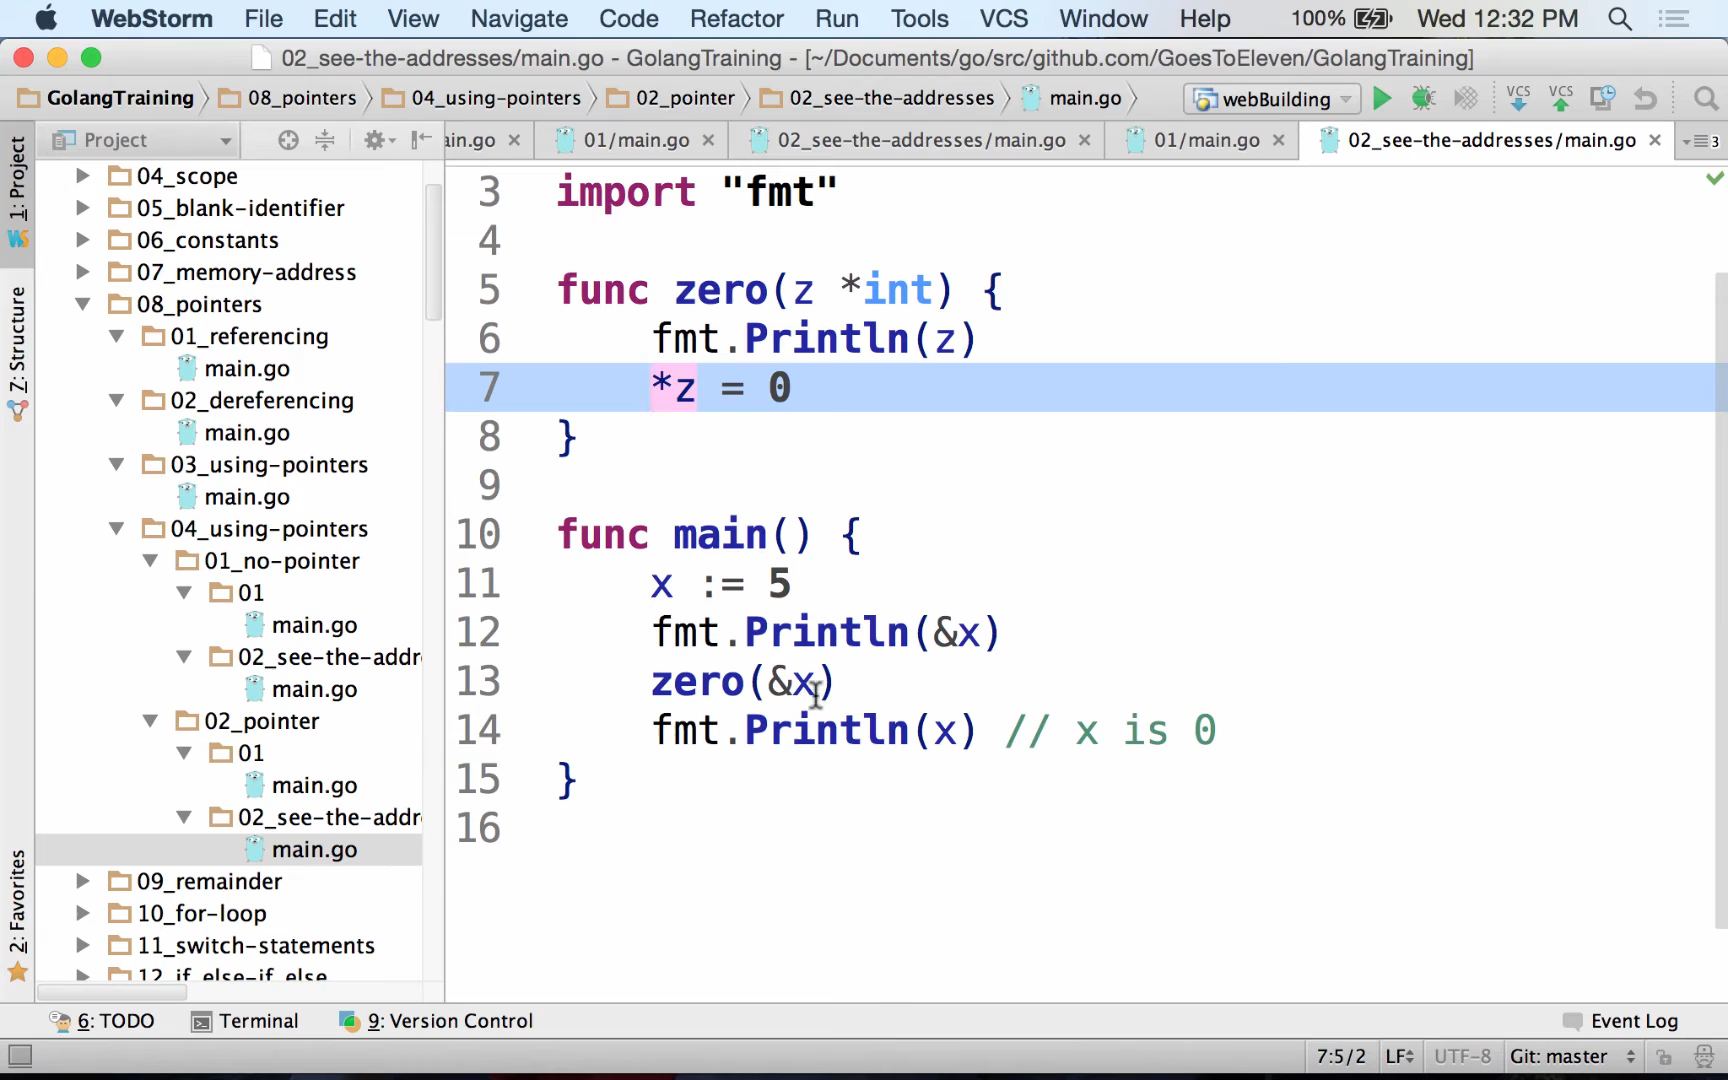 WebStorm File Edit View Navigate Code Refactor Run Tools VCS Window Help 100% Wed 12:32 PM
02_see-the-addresses/main.go - GolangTraining - [~/Documents/go/src/github.com/GoesToEleven/GolangTraining]
GolangTraining 08_pointers 04_using-pointers 02_pointer 02_see-the-addresses main.go webBuilding VCS VCS
Project ain.go 01/main.go 02_see-the-addresses/main.go 01/main.go 02_see-the-addresses/main.go 3
1: Project
7: Structure
2: Favorites
04_scope
05_blank-identifier
06_constants
07_memory-address
08_pointers
01_referencing
main.go
02_dereferencing
main.go
03_using-pointers
main.go
04_using-pointers
01_no-pointer
01
main.go
02_see-the-addr
main.go
02_pointer
01
main.go
02_see-the-addr
main.go
09_remainder
10_for-loop
11_switch-statements
12_if_else-if_else
3 import "fmt"
4
5 func zero(z *int) {
6 fmt.Println(z)
7 *z = 0
8 }
9
10 func main() {
11 x := 5
12 fmt.Println(&x)
13 zero(&x)
14 fmt.Println(x) // x is 0
15 }
16
6: TODO Terminal 9: Version Control Event Log
7:5/2 LF UTF-8 Git: master